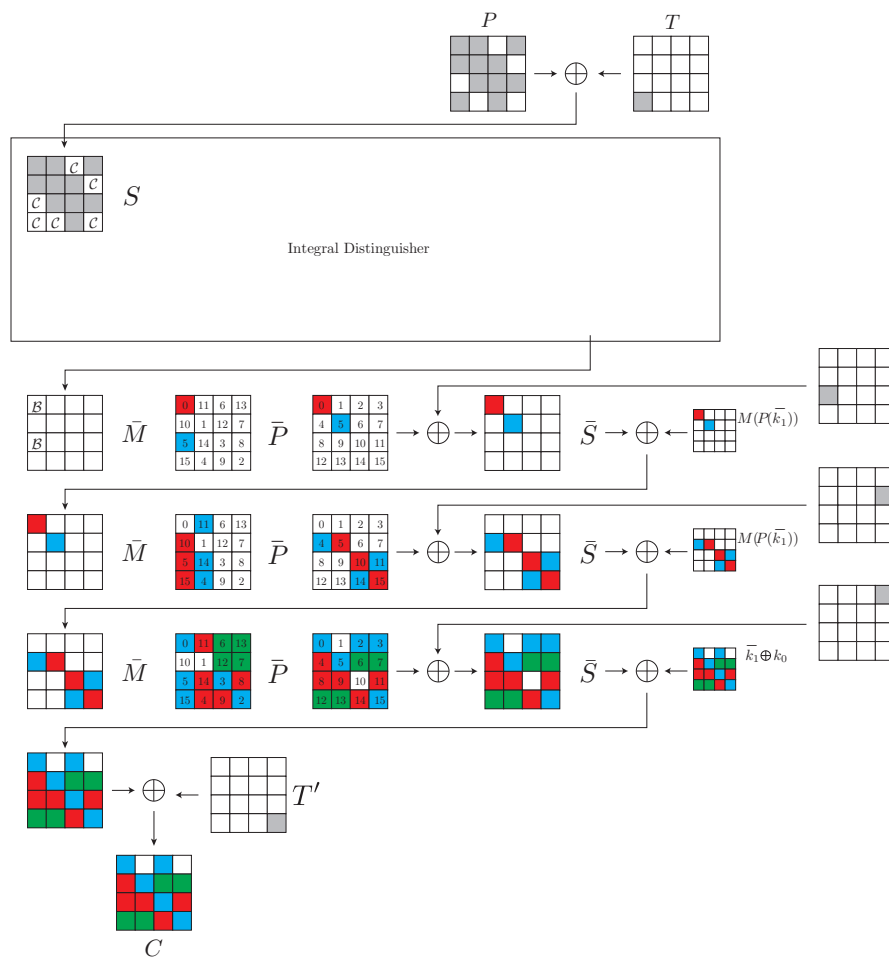 P T
C
C
C
C C C
S
Integral Distinguisher
B
B
M̄
0 11 6 13
10 1 12 7
5 14 3 8
15 4 9 2
P̄
0 1 2 3
4 5 6 7
8 9 10 11
12 13 14 15
S̄
M(P(k̄₁))
M̄
0 11 6 13
10 1 12 7
5 14 3 8
15 4 9 2
P̄
0 1 2 3
4 5 6 7
8 9 10 11
12 13 14 15
S̄
M(P(k̄₁))
M̄
0 11 6 13
10 1 12 7
5 14 3 8
15 4 9 2
P̄
0 1 2 3
4 5 6 7
8 9 10 11
12 13 14 15
S̄
k̄₁⊕k₀
T′
C